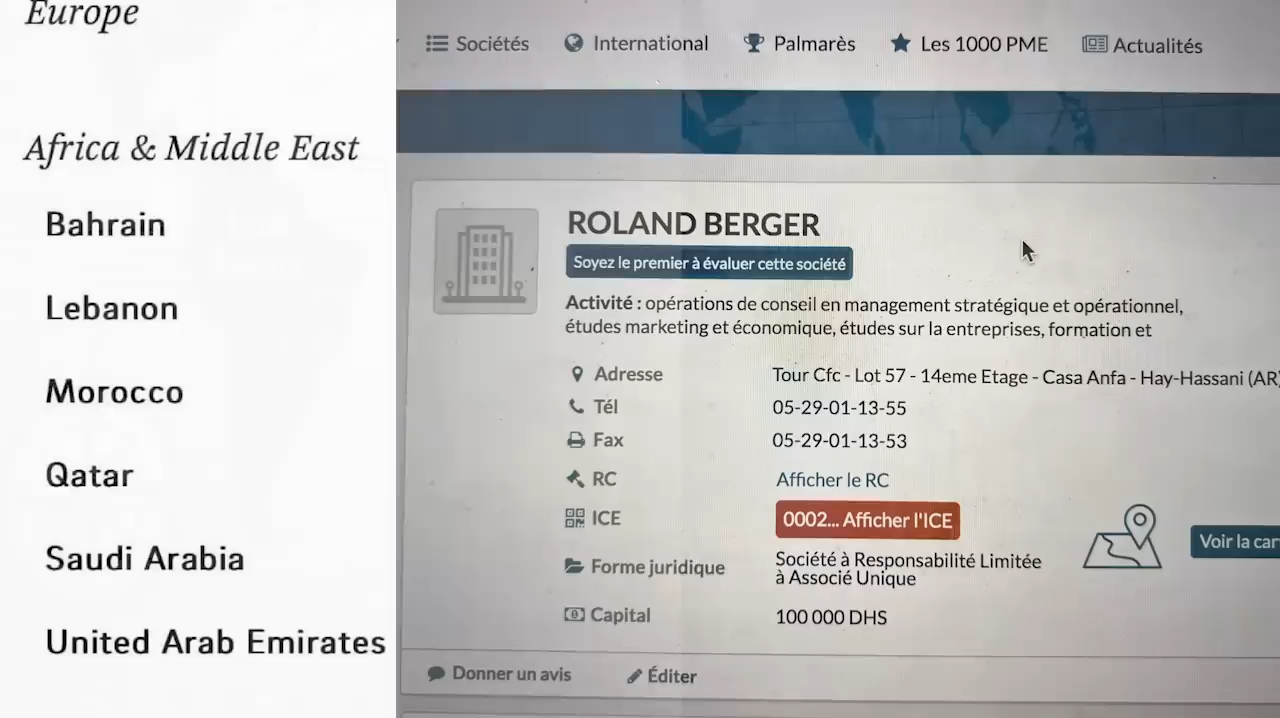 Europe
Africa & Middle East
Bahrain
Lebanon
Morocco
Qatar
Saudi Arabia
United Arab Emirates
Sociétés
International
Palmarès
Les 1000 PME
Actualités
ROLAND BERGER
Soyez le premier à évaluer cette société
Activité : opérations de conseil en management stratégique et opérationnel,
études marketing et économique, études sur la entreprises, formation et
Adresse Tour Cfc - Lot 57 - 14eme Etage - Casa Anfa - Hay-Hassani (AR)
Tél 05-29-01-13-55
Fax 05-29-01-13-53
RC Afficher le RC
ICE 0002... Afficher l'ICE
Voir la car
Forme juridique Société à Responsabilité Limitée
à Associé Unique
Capital 100 000 DHS
Donner un avis
Éditer